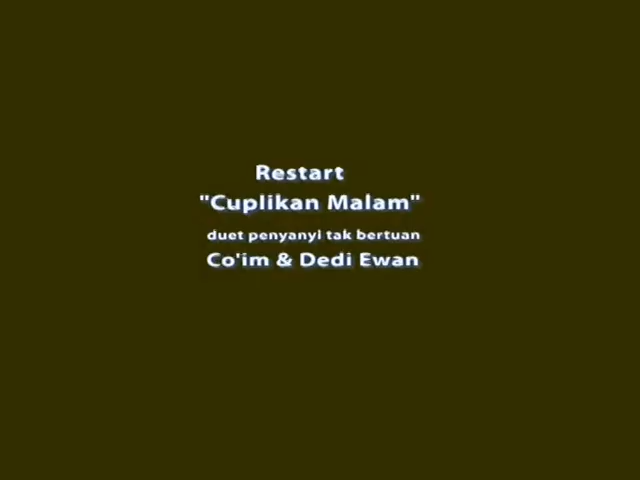 Restart
"Cuplikan Malam"
duet penyanyi tak bertuan
Co'im & Dedi Ewan